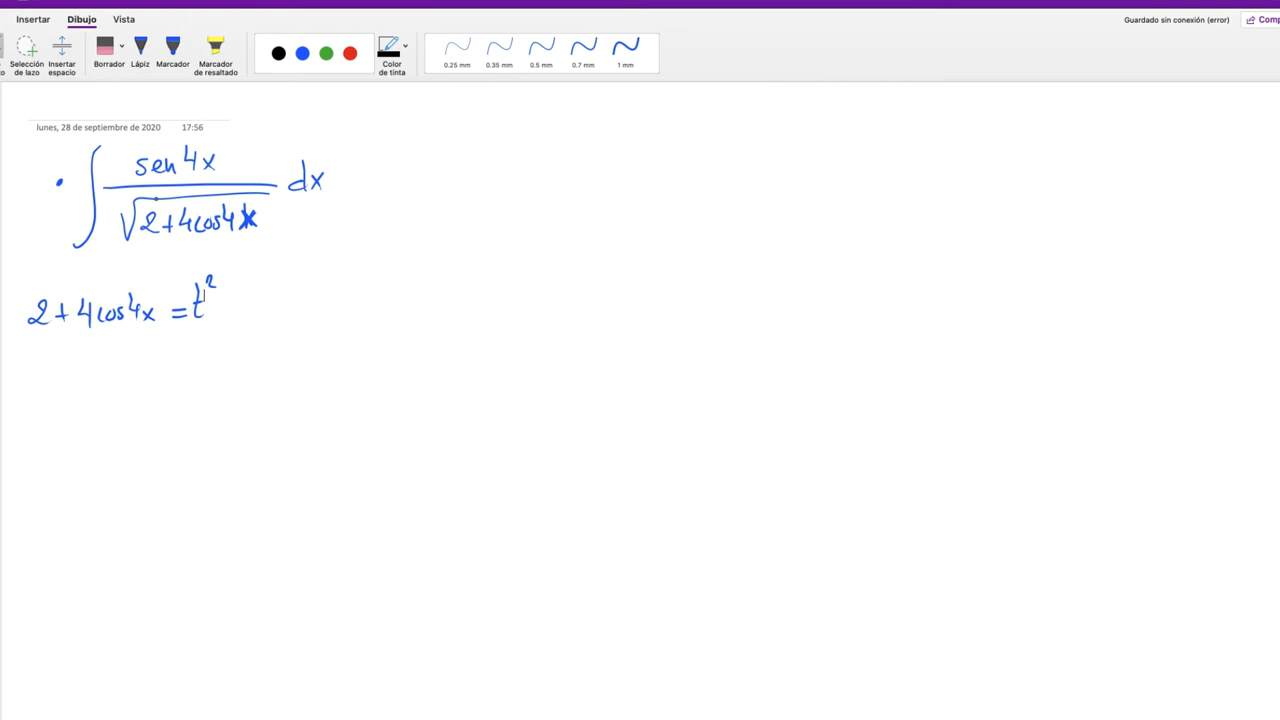 Insertar Dibujo Vista Guardado sin conexión (error)
Selección de lazo Insertar espacio Borrador Lápiz Marcador Marcador de resaltado Color de tinta 0.25 mm 0.35 mm 0.5 mm 0.7 mm 1 mm
lunes, 28 de septiembre de 2020 17:56
• ∫ sen 4x / √(2+4cos4x) dx
2 + 4cos4x = t²